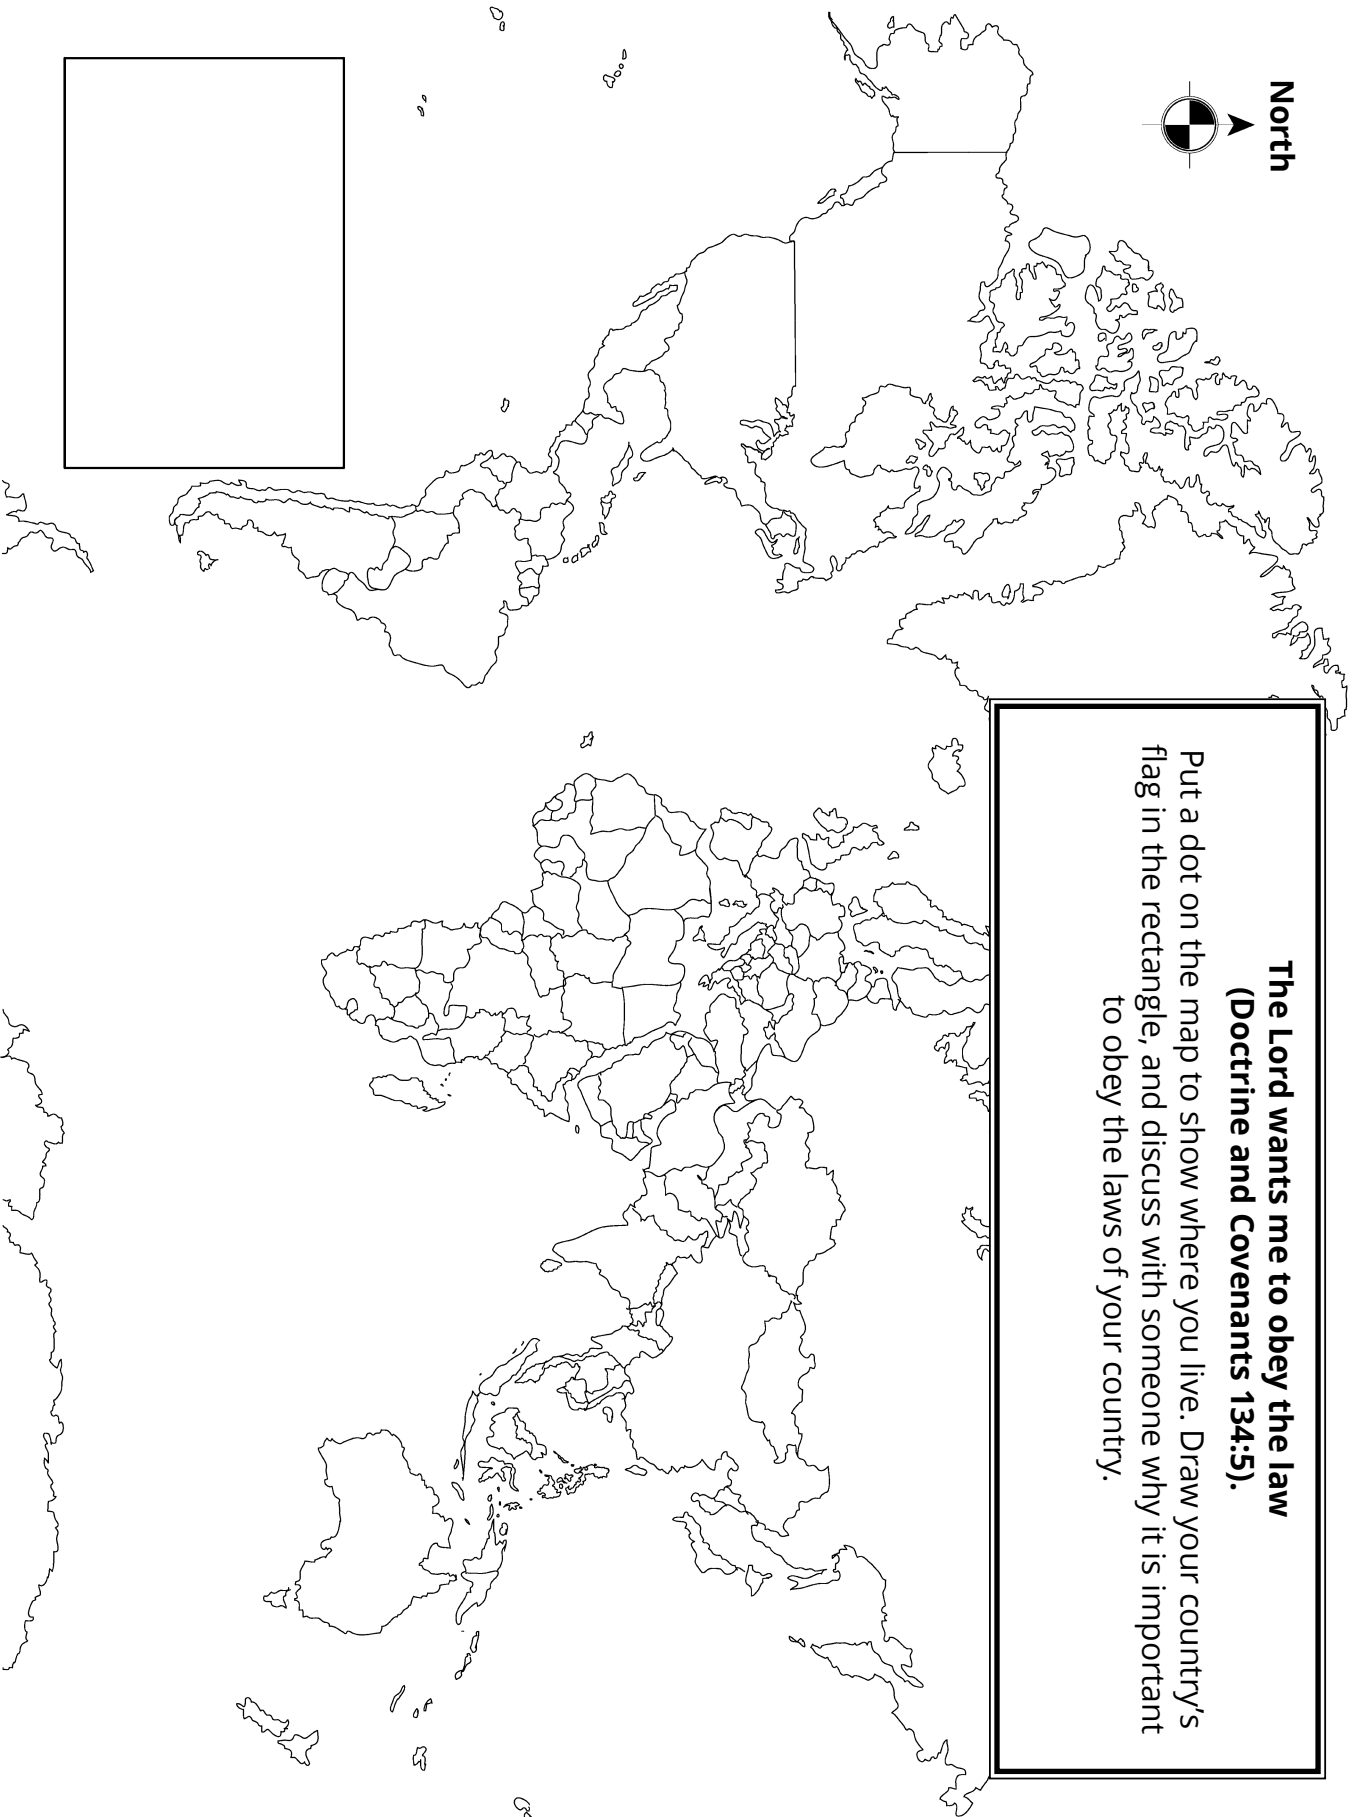 North
The Lord wants me to obey the law
(Doctrine and Covenants 134:5).
Put a dot on the map to show where you live. Draw your country’s
flag in the rectangle, and discuss with someone why it is important
to obey the laws of your country.